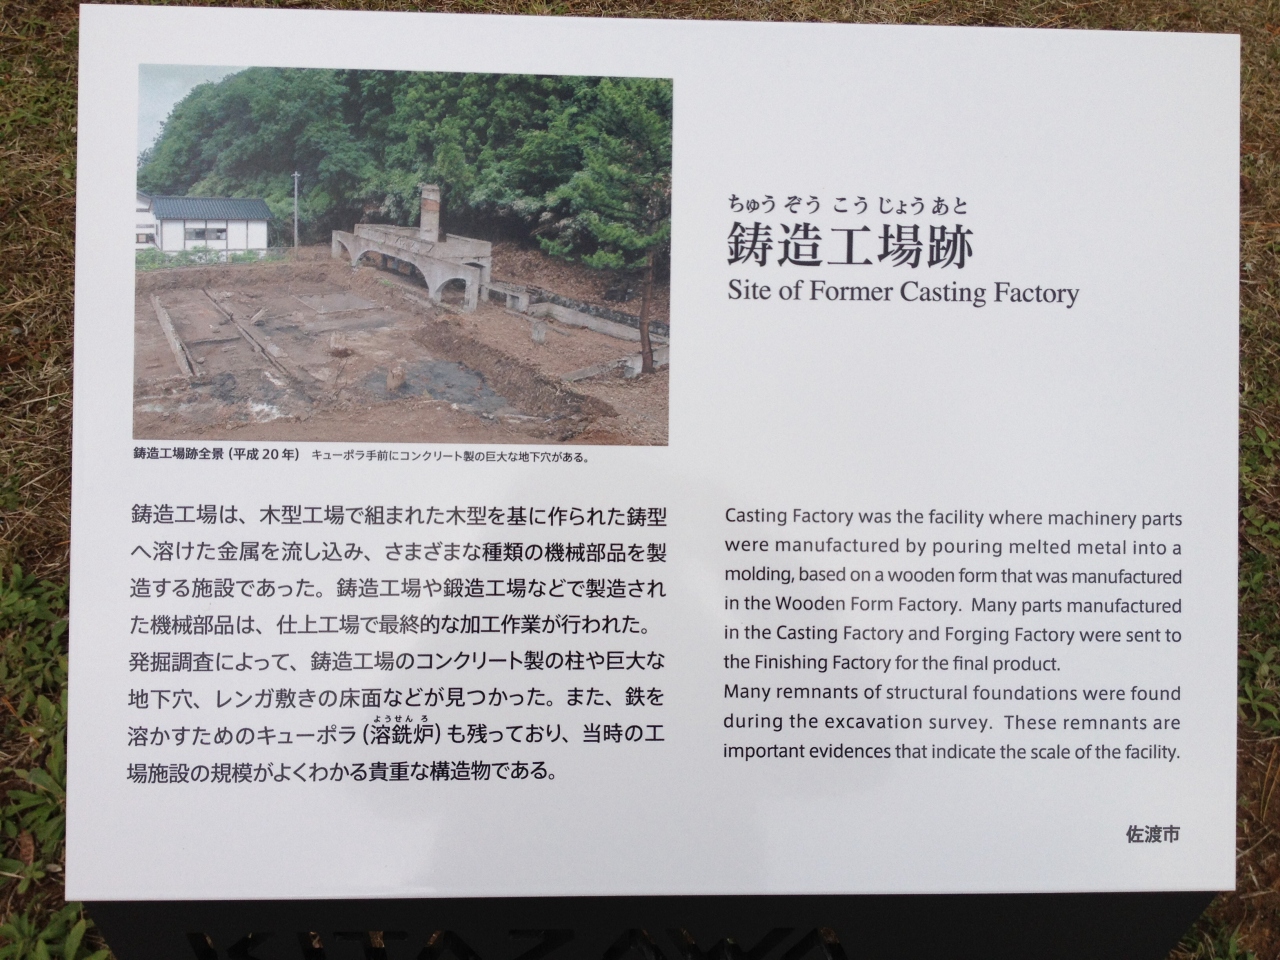 ちゅう ぞう こう じょう あと
鋳造工場跡
Site of Former Casting Factory
鋳造工場跡全景 (平成 20 年) キューポラ手前にコンクリート製の巨大な地下穴がある。
鋳造工場は、木型工場で組まれた木型を基に作られた鋳型
へ溶けた金属を流し込み、さまざまな種類の機械部品を製
造する施設であった。鋳造工場や鍛造工場などで製造され
た機械部品は、仕上工場で最終的な加工作業が行われた。
発掘調査によって、鋳造工場のコンクリート製の柱や巨大な
地下穴、レンガ敷きの床面などが見つかった。また、鉄を
ようせん ろ
溶かすためのキューポラ (溶銑炉) も残っており、当時の工
場施設の規模がよくわかる貴重な構造物である。
Casting Factory was the facility where machinery parts
were manufactured by pouring melted metal into a
molding, based on a wooden form that was manufactured
in the Wooden Form Factory. Many parts manufactured
in the Casting Factory and Forging Factory were sent to
the Finishing Factory for the final product.
Many remnants of structural foundations were found
during the excavation survey. These remnants are
important evidences that indicate the scale of the facility.
佐渡市
KITAZAWA